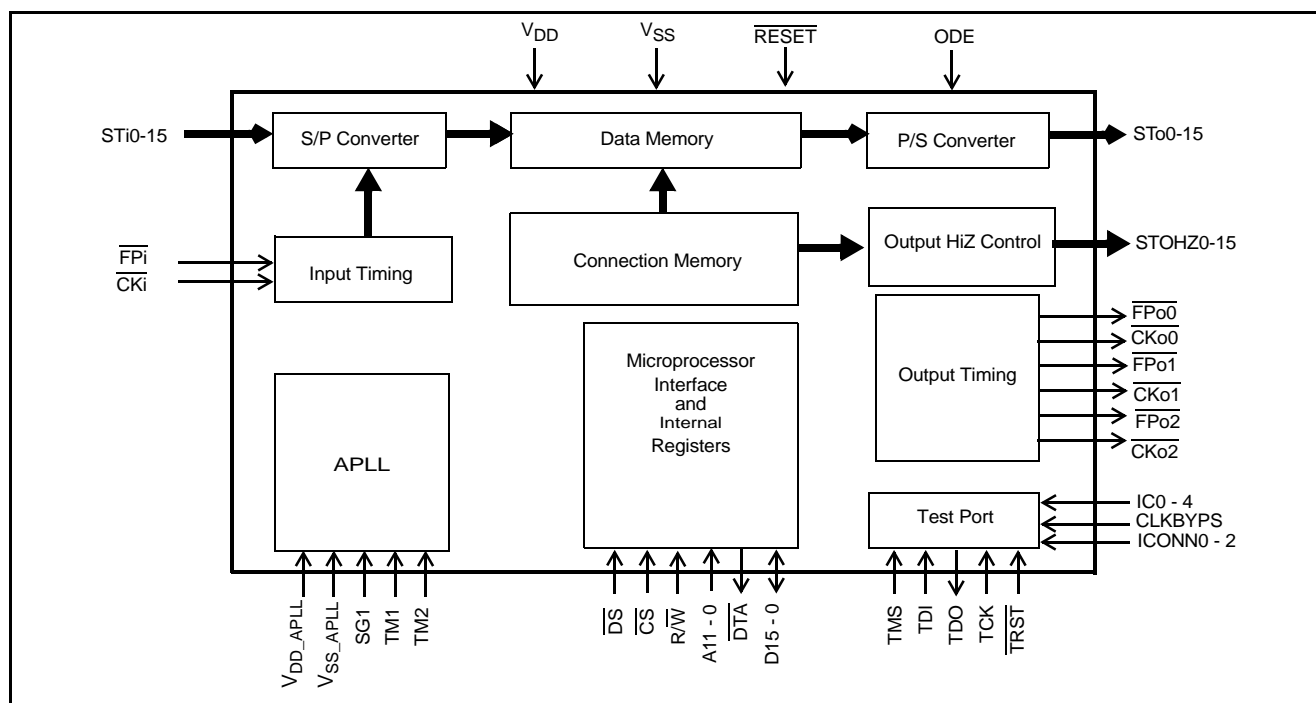 VDD
VSS
RESET
ODE
STi0-15
S/P Converter
Data Memory
P/S Converter
STo0-15
FPi
CKi
Input Timing
Connection Memory
Output HiZ Control
STOHZ0-15
APLL
Microprocessor
Interface
and
Internal
Registers
Output Timing
FPo0
CKo0
FPo1
CKo1
FPo2
CKo2
Test Port
IC0 - 4
CLKBYPS
ICONN0 - 2
VDD_APLL
VSS_APLL
SG1
TM1
TM2
DS
CS
R/W
A11 - 0
DTA
D15 - 0
TMS
TDI
TDO
TCK
TRST